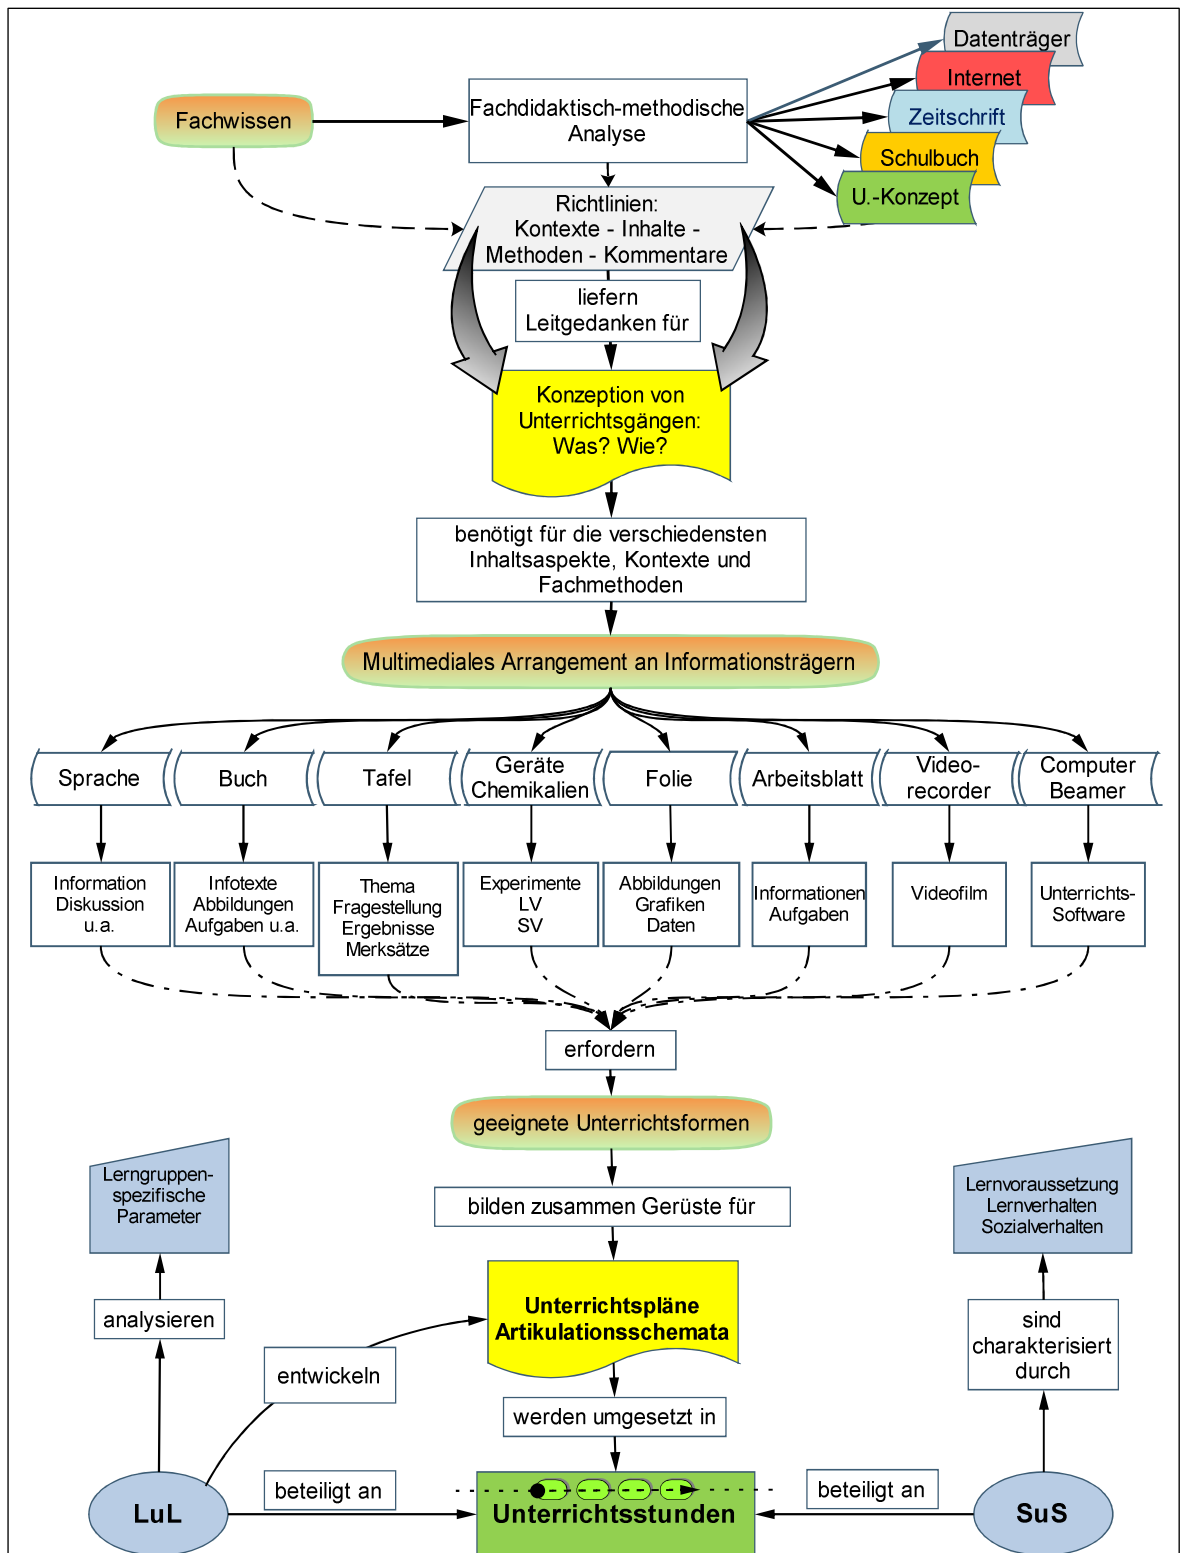 Datenträger
Internet
Zeitschrift
Schulbuch
U.-Konzept
Fachwissen
Fachdidaktisch-methodische
Analyse
Richtlinien:
Kontexte - Inhalte -
Methoden - Kommentare
liefern
Leitgedanken für
Konzeption von
Unterrichtsgängen:
Was? Wie?
benötigt für die verschiedensten
Inhaltsaspekte, Kontexte und
Fachmethoden
Multimediales Arrangement an Informationsträgern
Sprache
Buch
Tafel
Geräte
Chemikalien
Folie
Arbeitsblatt
Video-
recorder
Computer
Beamer
Information
Diskussion
u.a.
Infotexte
Abbildungen
Aufgaben u.a.
Thema
Fragestellung
Ergebnisse
Merksätze
Experimente
LV
SV
Abbildungen
Grafiken
Daten
Informationen
Aufgaben
Videofilm
Unterrichts-
Software
erfordern
geeignete Unterrichtsformen
bilden zusammen Gerüste für
Lerngruppen-
spezifische
Parameter
Lernvoraussetzung
Lernverhalten
Sozialverhalten
analysieren
entwickeln
Unterrichtspläne
Artikulationsschemata
sind
charakterisiert
durch
werden umgesetzt in
LuL
beteiligt an
Unterrichtsstunden
beteiligt an
SuS